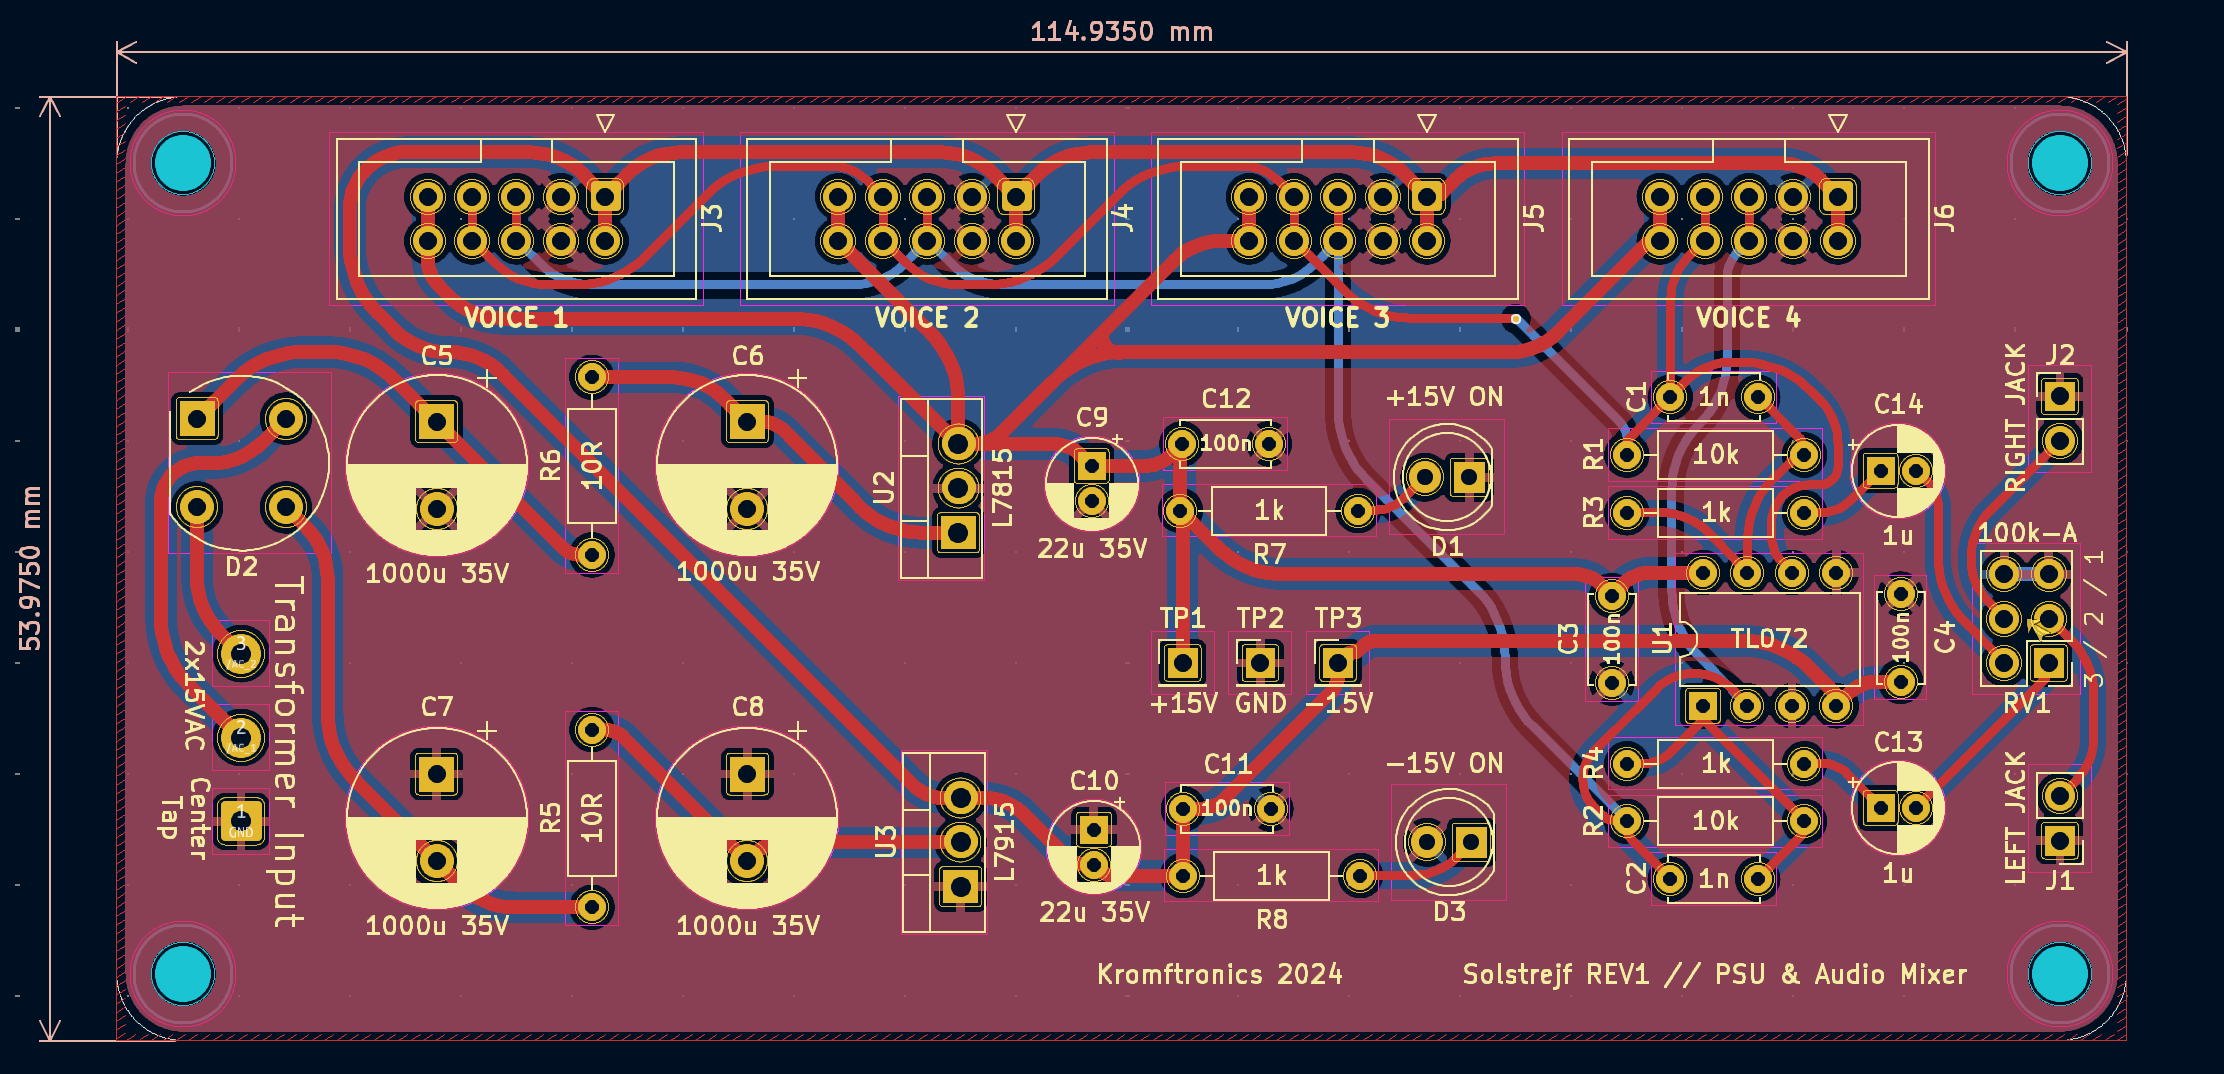 114.9350 mm
53.9750 mm
J3
J4
J5
J6
VOICE 1
VOICE 2
VOICE 3
VOICE 4
C5
C6
R6
10R
D2
1000u 35V
1000u 35V
U2
L7815
C9
22u 35V
C12
100n
1k
R7
+15V ON
D1
C1
1n
R1
10k
R3
1k
C14
1u
J2
RIGHT JACK
100k-A
3 / 2 / 1
RV1
TP1
TP2
TP3
+15V
GND
-15V
C3
100n
U1
TL072
100n
C4
3
/AC_2
2
/AC_1
1
GND
2x15VAC
Center
Tap
Transformer Input
C7
C8
R5
10R
1000u 35V
1000u 35V
U3
L7915
C10
22u 35V
C11
100n
1k
R8
-15V ON
D3
R4
1k
R2
10k
C2
1n
C13
1u
LEFT JACK
J1
Kromftronics 2024
Solstrejf REV1 // PSU & Audio Mixer